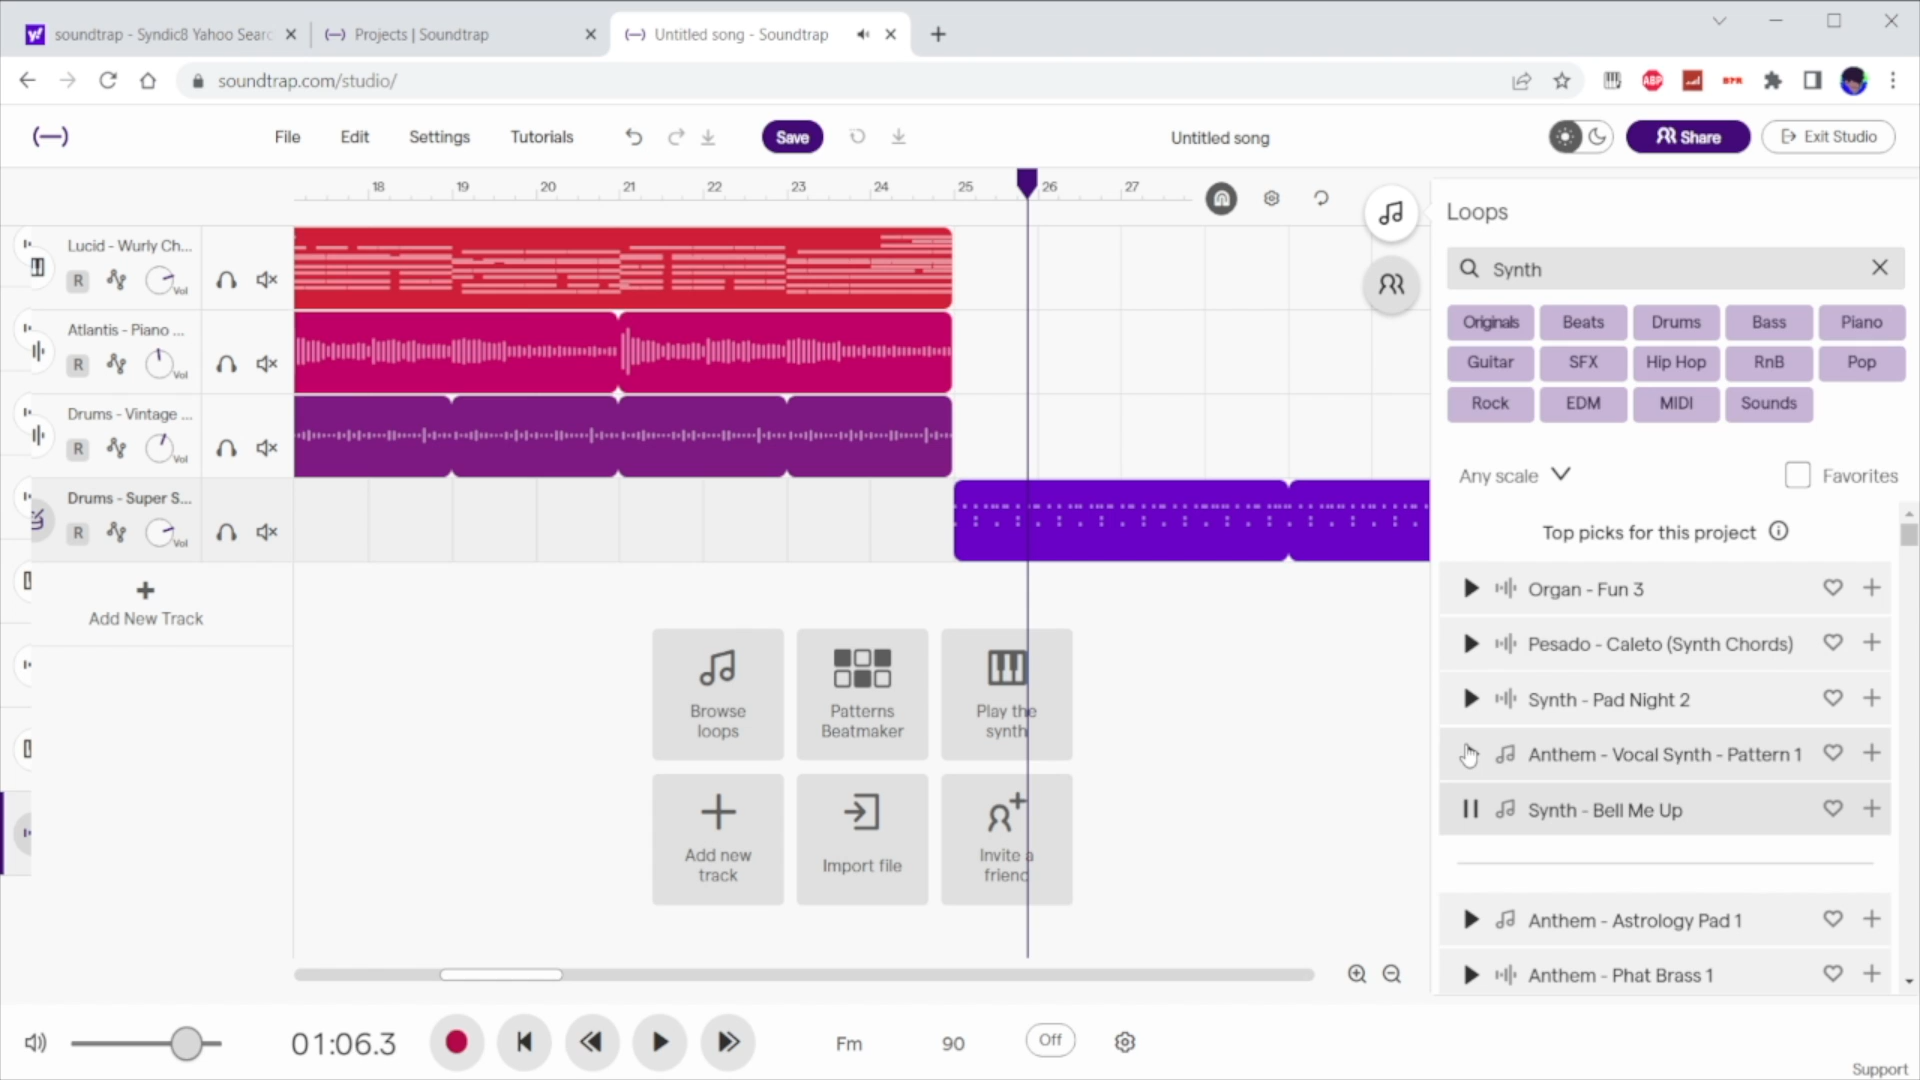 soundtrap - Syndic8 Yahoo Searc
Projects | Soundtrap
Untitled song - Soundtrap
soundtrap.com/studio/
ABP
BPM
File
Edit
Settings
Tutorials
Save
Untitled song
Share
Exit Studio
18 19 20 21 22 23 24 25 26 27
Lucid - Wurly Ch...
R
Vol
Atlantis - Piano ...
R
Vol
Drums - Vintage ...
R
Vol
Drums - Super S...
R
Vol
Add New Track
Browse
loops
Patterns
Beatmaker
Play the
synth
Add new
track
Import file
Invite a
friend
Loops
Synth
Originals Beats Drums Bass Piano
Guitar SFX Hip Hop RnB Pop
Rock EDM MIDI Sounds
Any scale
Favorites
Top picks for this project
Organ - Fun 3
Pesado - Caleto (Synth Chords)
Synth - Pad Night 2
Anthem - Vocal Synth - Pattern 1
Synth - Bell Me Up
Anthem - Astrology Pad 1
Anthem - Phat Brass 1
01:06.3
Fm
90
Off
Support